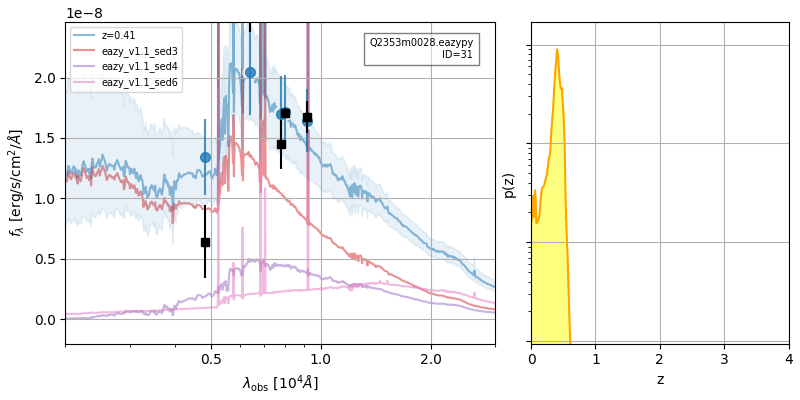 1e−8
z=0.41
eazy_v1.1_sed3
eazy_v1.1_sed4
eazy_v1.1_sed6
Q2353m0028.eazypy
ID=31
2.0
1.5
1.0
0.5
0.0
f_λ [erg/s/cm²/Å]
0.5
1.0
2.0
λ_obs [10⁴Å]
p(z)
0
1
2
3
4
z